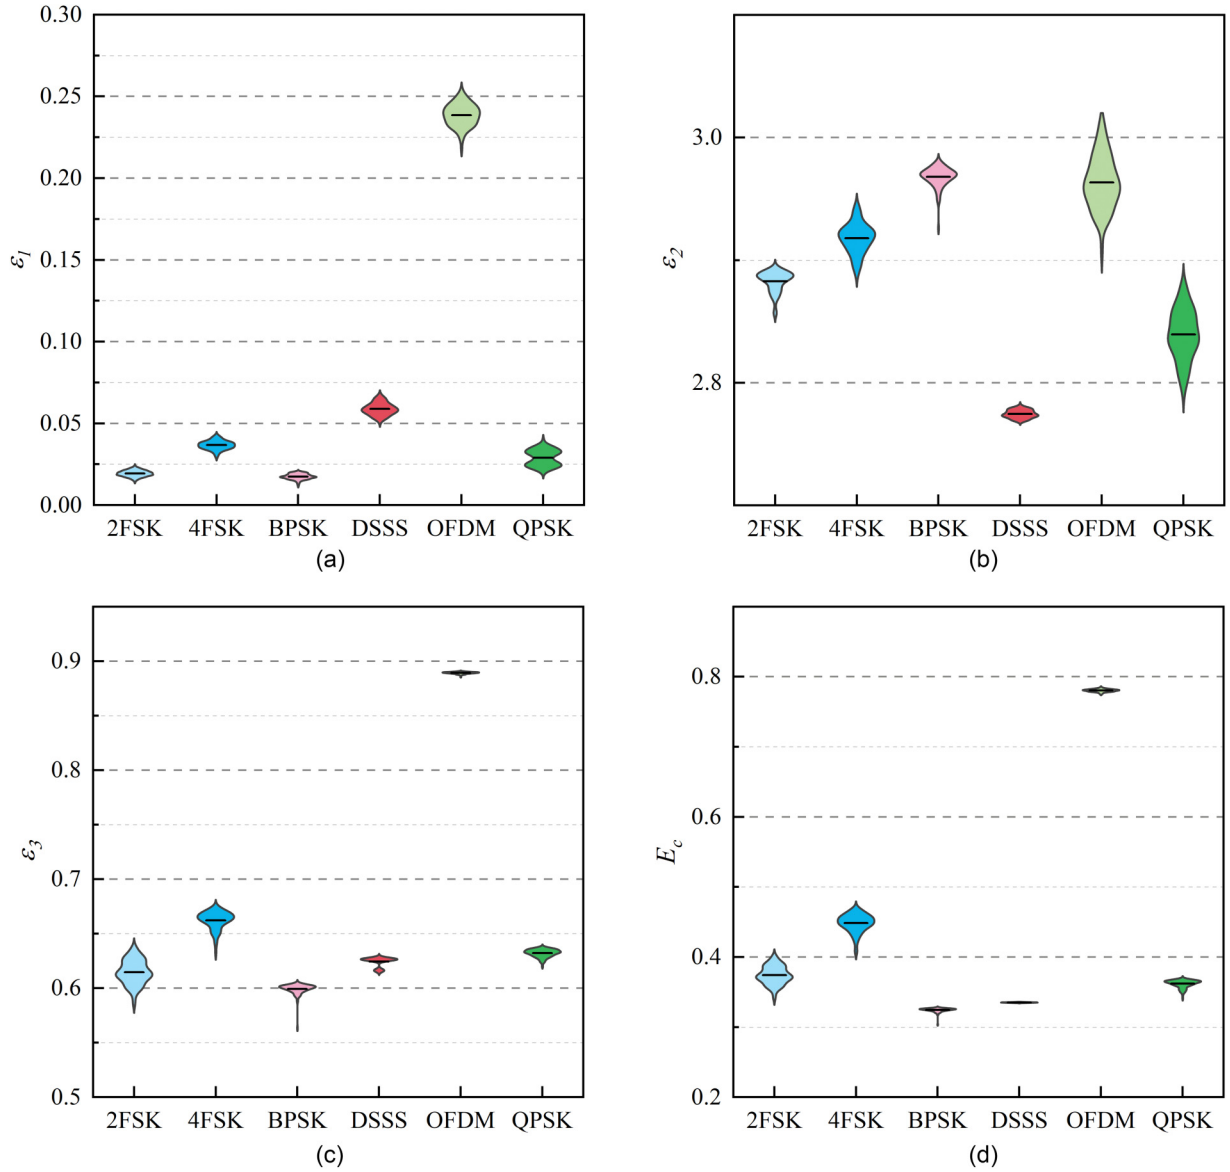 0.30
0.25
0.20
0.15
0.10
0.05
0.00
ε1
2FSK 4FSK BPSK DSSS OFDM QPSK
(a)
3.0
2.8
ε2
2FSK 4FSK BPSK DSSS OFDM QPSK
(b)
0.9
0.8
0.7
0.6
0.5
ε3
2FSK 4FSK BPSK DSSS OFDM QPSK
(c)
0.8
0.6
0.4
0.2
Ec
2FSK 4FSK BPSK DSSS OFDM QPSK
(d)